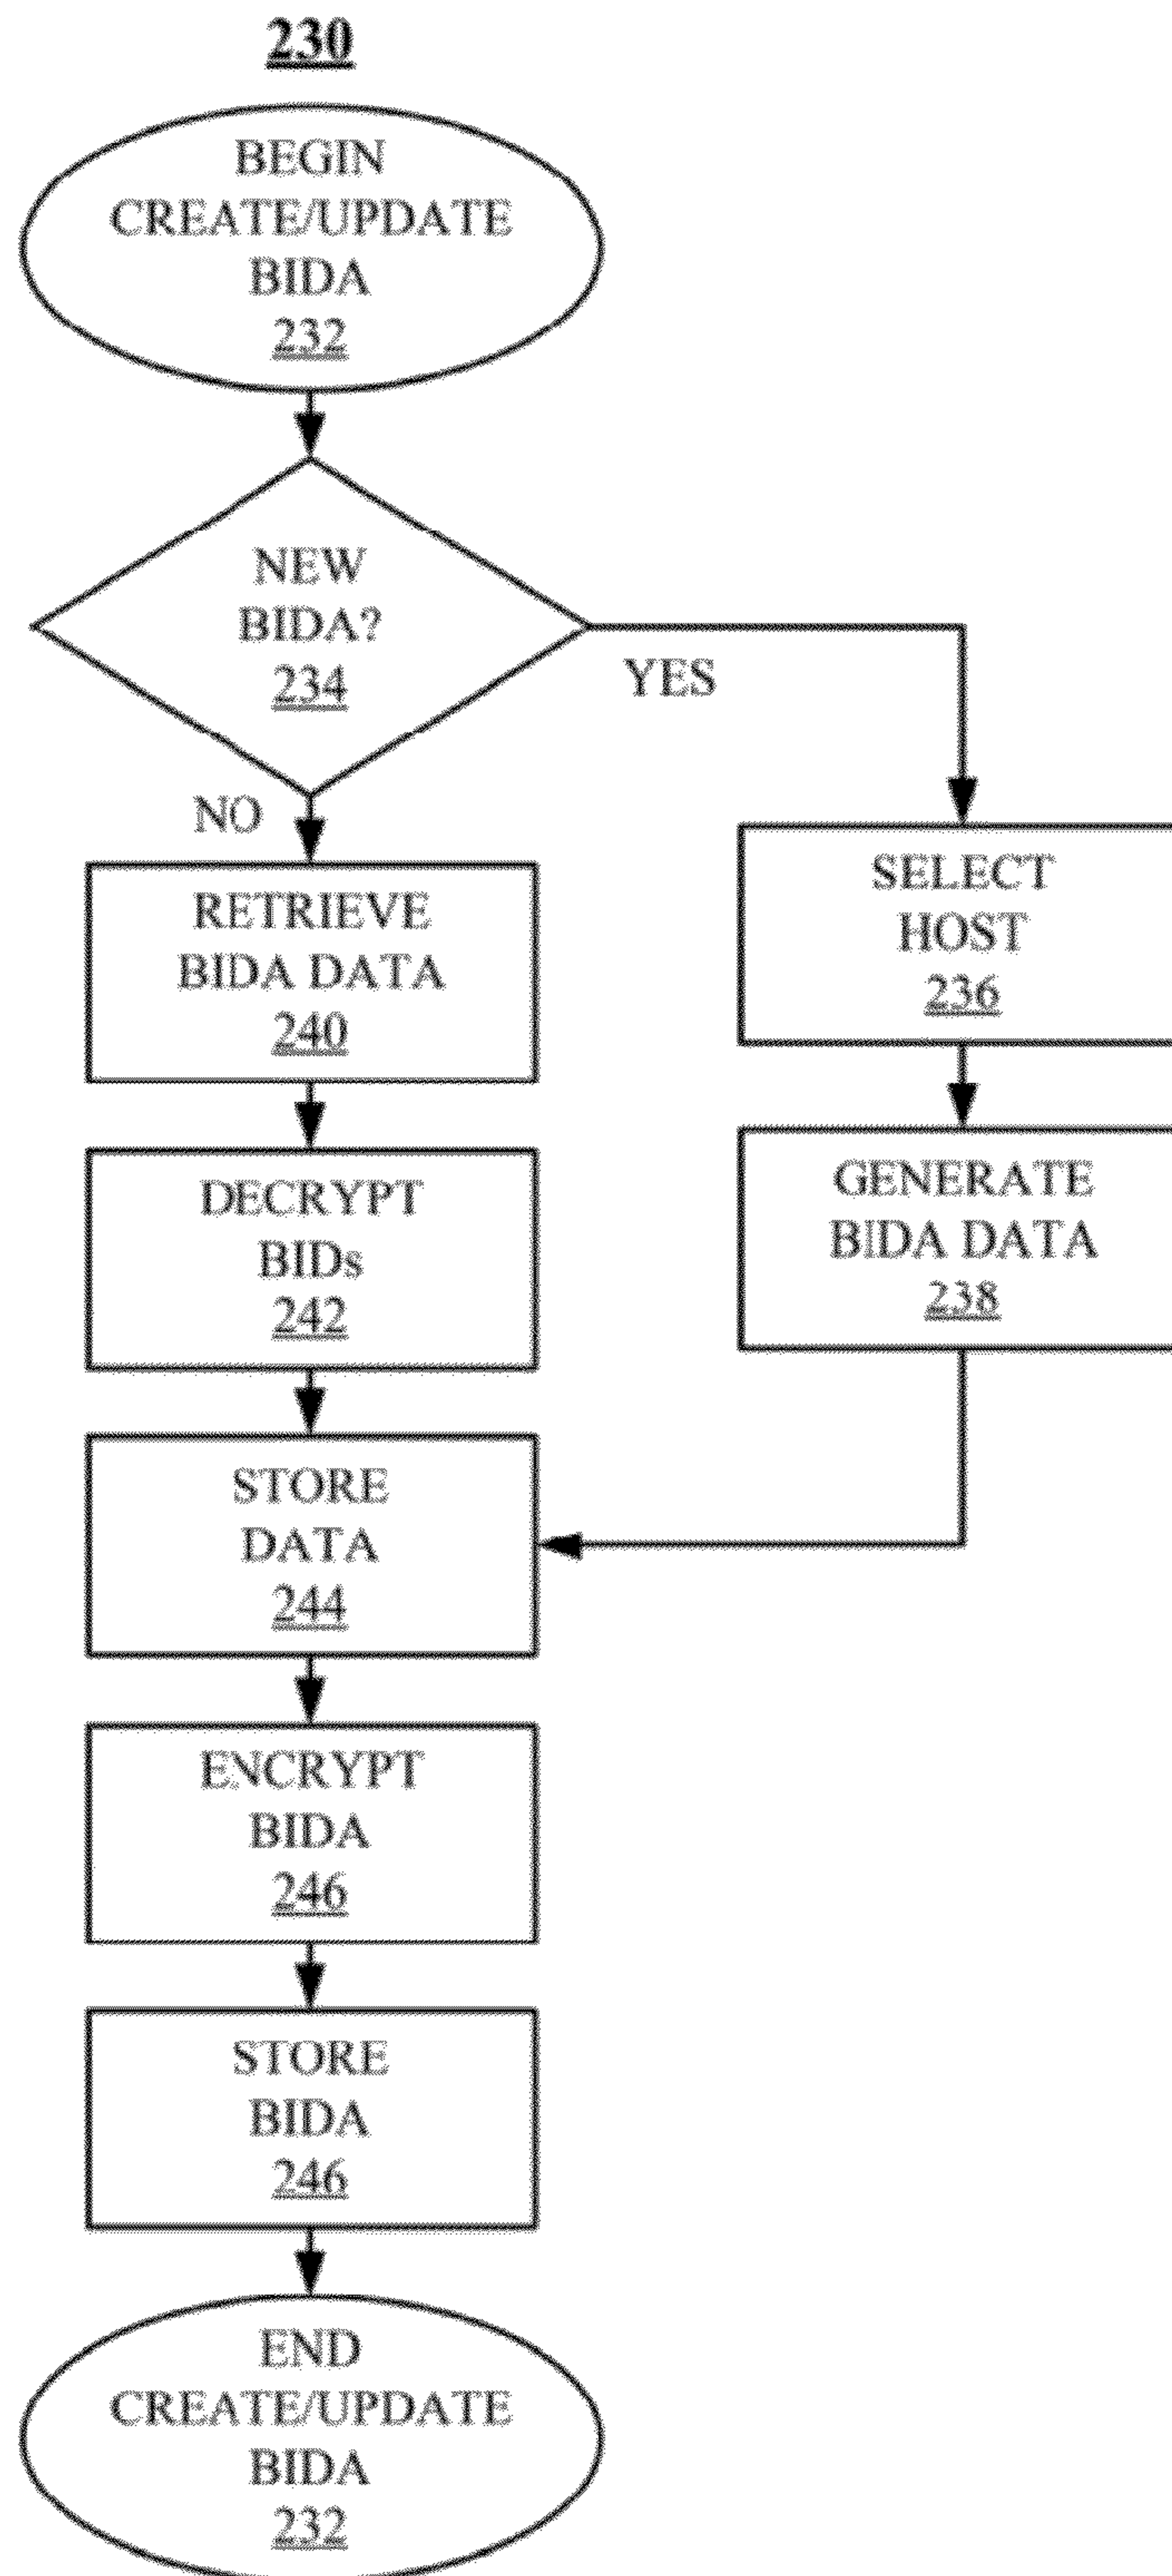 230
BEGIN
CREATE/UPDATE
BIDA
232
NEW
BIDA?
234
YES
NO
SELECT
HOST
236
RETRIEVE
BIDA DATA
240
GENERATE
BIDA DATA
238
DECRYPT
BIDs
242
STORE
DATA
244
ENCRYPT
BIDA
246
STORE
BIDA
246
END
CREATE/UPDATE
BIDA
232